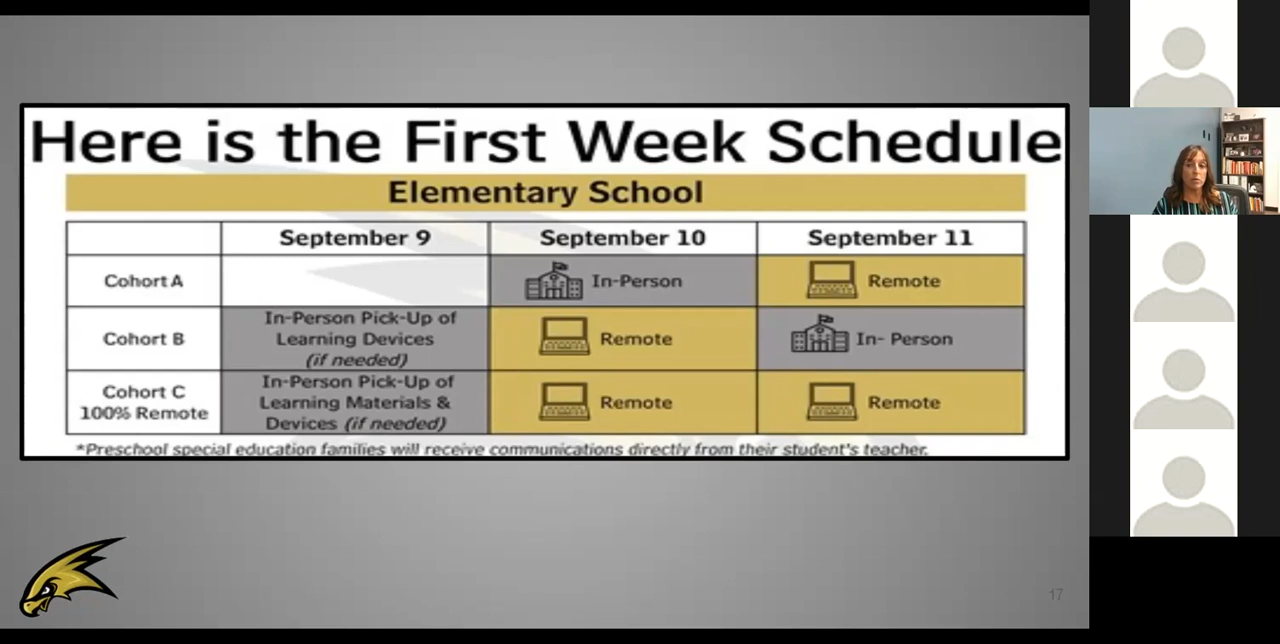 Here is the First Week Schedule
Elementary School
September 9 September 10 September 11
Cohort A In-Person Remote
Cohort B In-Person Pick-Up of Learning Devices (if needed) Remote In- Person
Cohort C 100% Remote In-Person Pick-Up of Learning Materials & Devices (if needed) Remote Remote
*Preschool special education families will receive communications directly from their student's teacher.
17